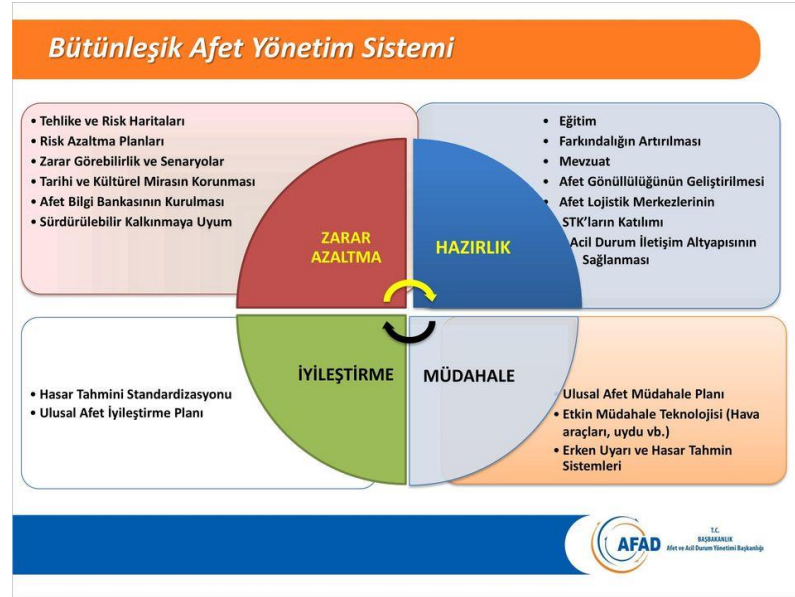 Bütünleşik Afet Yönetim Sistemi
• Tehlike ve Risk Haritaları
• Risk Azaltma Planları
• Zarar Görebilirlik ve Senaryolar
• Tarihi ve Kültürel Mirasın Korunması
• Afet Bilgi Bankasının Kurulması
• Sürdürülebilir Kalkınmaya Uyum
ZARAR
AZALTMA
• Eğitim
• Farkındalığın Artırılması
• Mevzuat
• Afet Gönüllülüğünün Geliştirilmesi
• Afet Lojistik Merkezlerinin
STK'ların Katılımı
Acil Durum İletişim Altyapısının
Sağlanması
HAZIRLIK
• Hasar Tahmini Standardizasyonu
• Ulusal Afet İyileştirme Planı
İYİLEŞTİRME
MÜDAHALE
• Ulusal Afet Müdahale Planı
• Etkin Müdahale Teknolojisi (Hava
araçları, uydu vb.)
• Erken Uyarı ve Hasar Tahmin
Sistemleri
AFAD
T.C.
BAŞBAKANLIK
Afet ve Acil Durum Yönetimi Başkanlığı